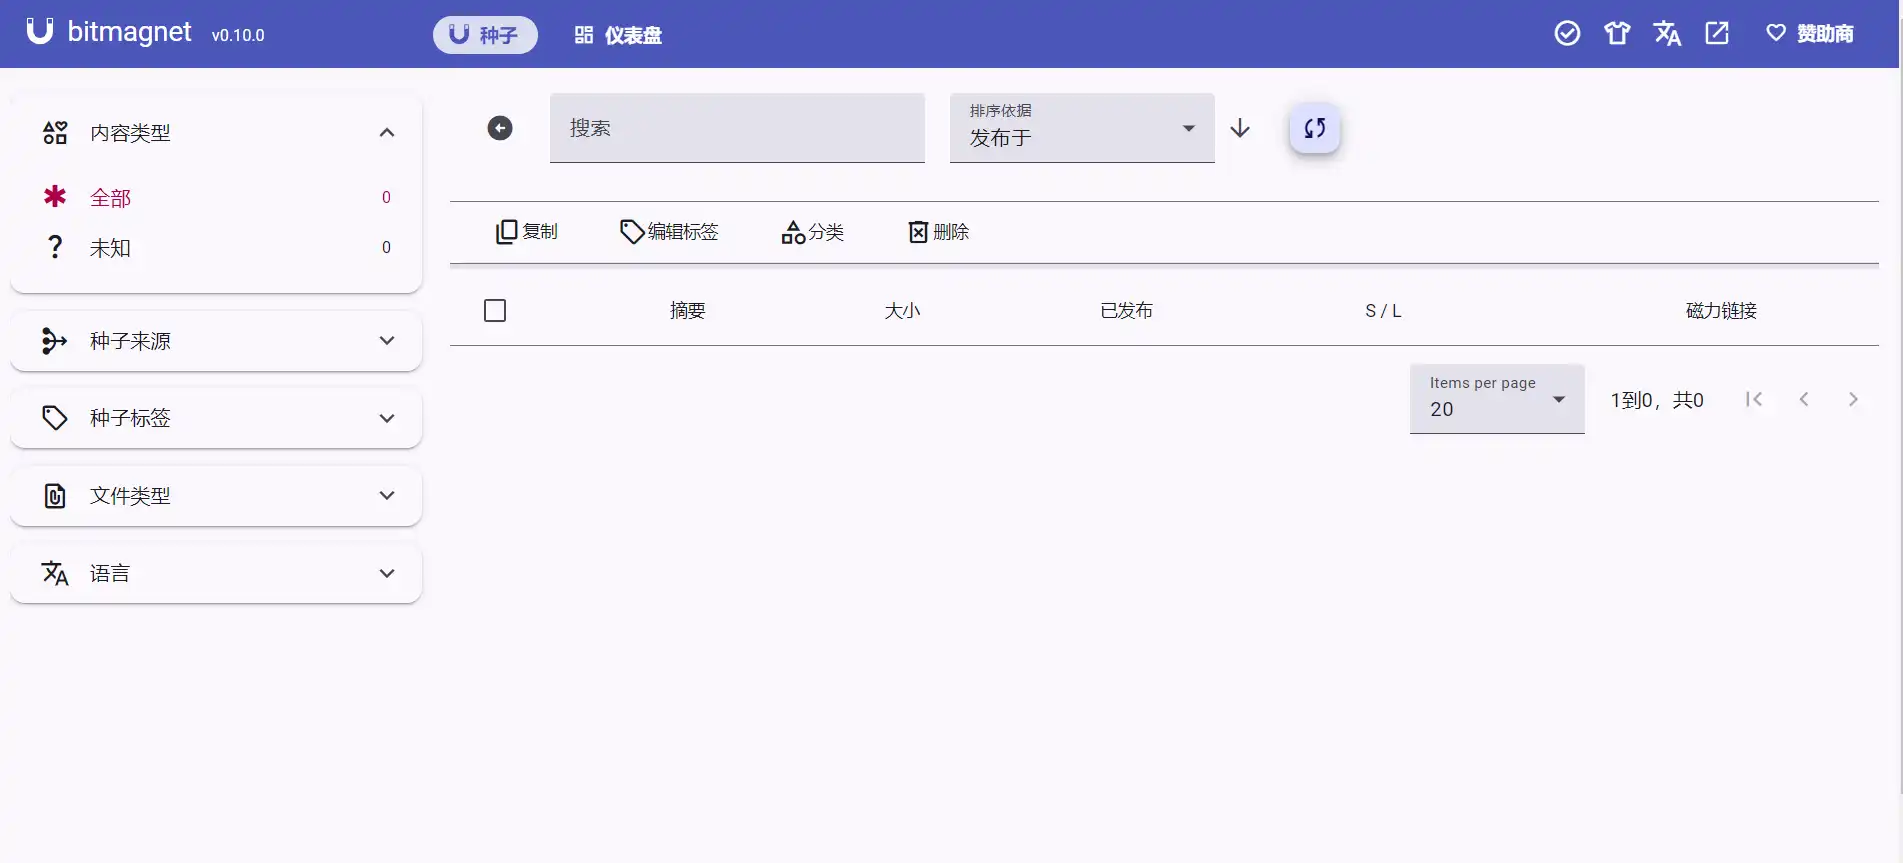 bitmagnet v0.10.0 种子 仪表盘 赞助商
内容类型
全部 0
未知 0
种子来源
种子标签
文件类型
语言
搜索
排序依据
发布于
复制 编辑标签 分类 删除
摘要 大小 已发布 S / L 磁力链接
Items per page
20
1到0，共0